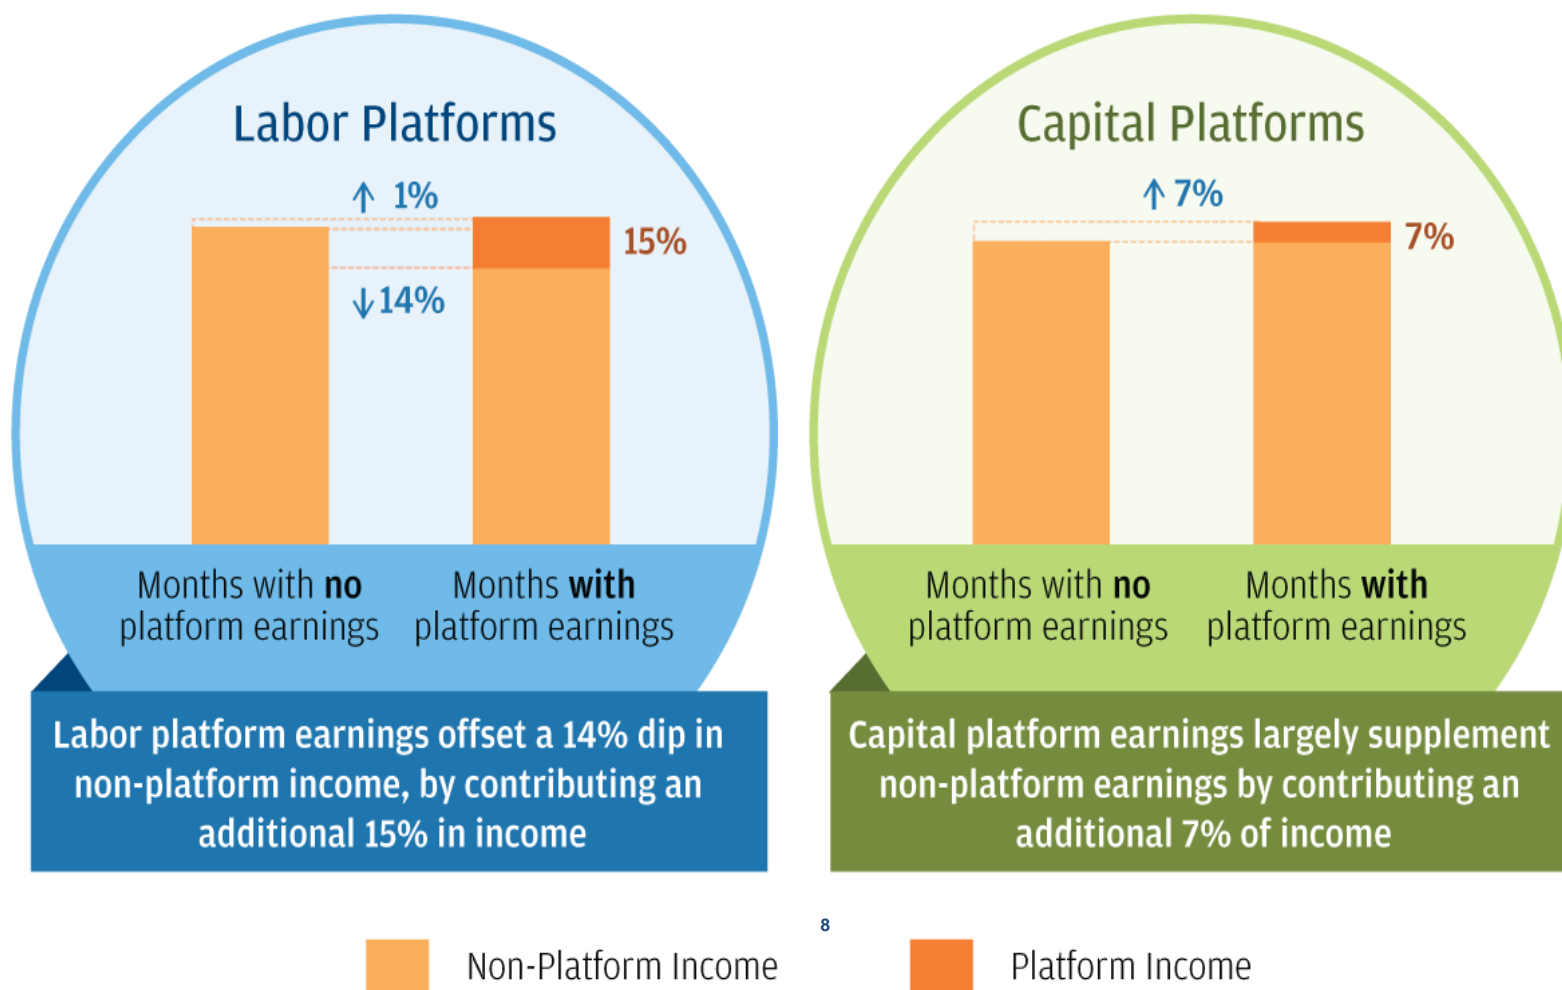 Labor Platforms
↑ 1%
15%
↓ 14%
Months with no
platform earnings
Months with
platform earnings
Labor platform earnings offset a 14% dip in
non-platform income, by contributing an
additional 15% in income
Capital Platforms
↑ 7%
7%
Months with no
platform earnings
Months with
platform earnings
Capital platform earnings largely supplement
non-platform earnings by contributing an
additional 7% of income
8
Non-Platform Income
Platform Income